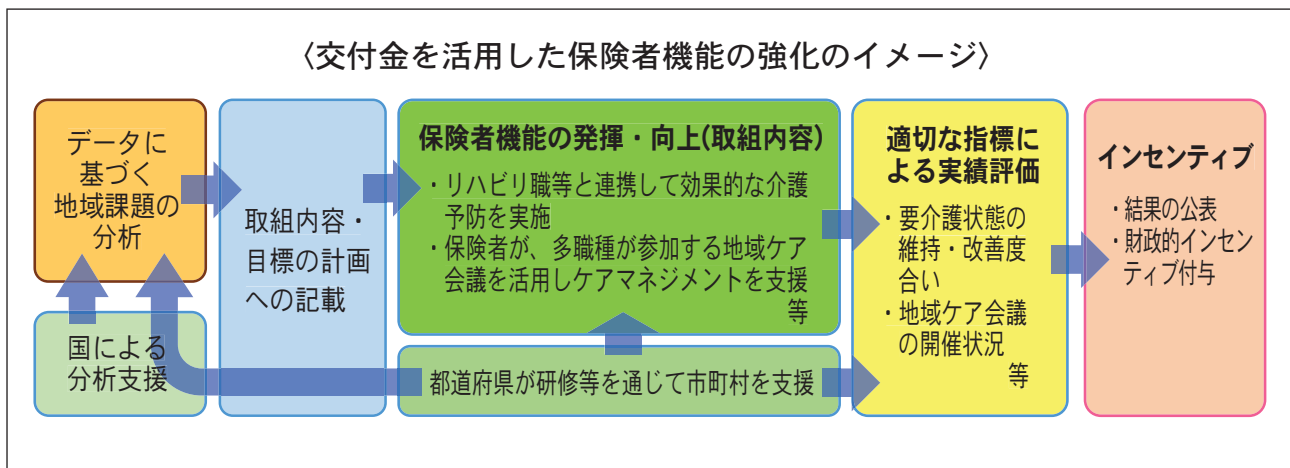 〈交付金を活用した保険者機能の強化のイメージ〉
データに
基づく
地域課題の
分析
国による
分析支援
取組内容・
目標の計画
への記載
保険者機能の発揮・向上(取組内容)
・リハビリ職等と連携して効果的な介護
予防を実施
・保険者が、多職種が参加する地域ケア
会議を活用しケアマネジメントを支援
等
都道府県が研修等を通じて市町村を支援
適切な指標に
よる実績評価
・要介護状態の
維持・改善度
合い
・地域ケア会議
の開催状況
等
インセンティブ
・結果の公表
・財政的インセン
ティブ付与